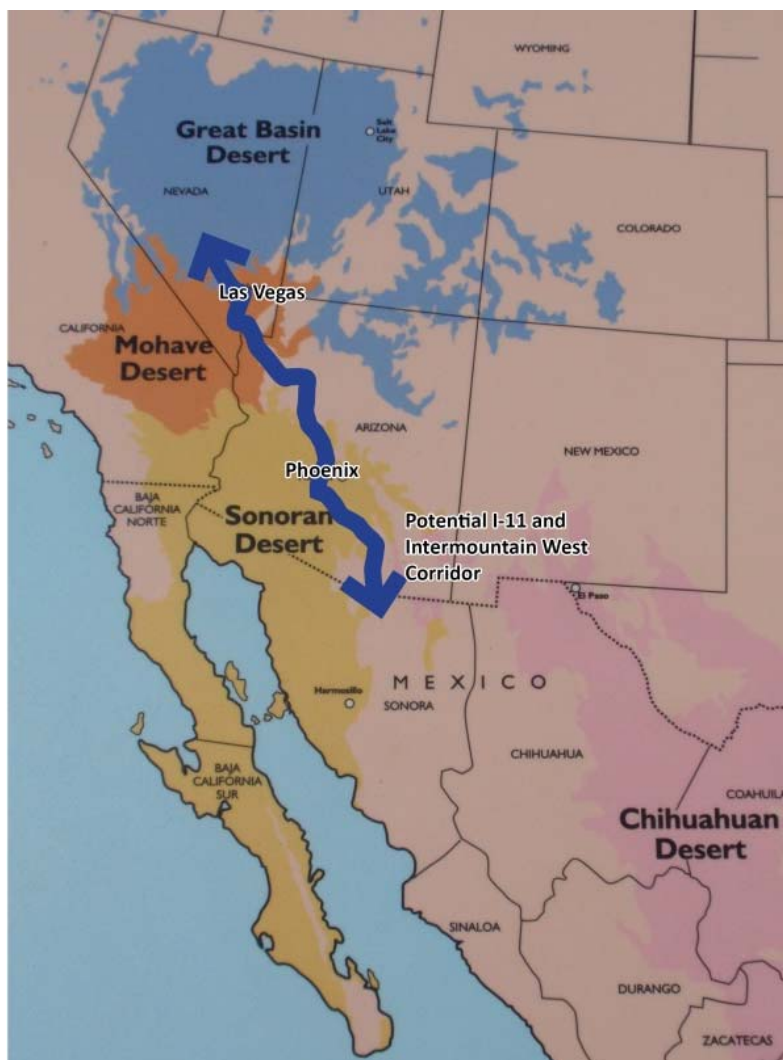 WYOMING
Great Basin
Desert
Salt
Lake
City
NEVADA
UTAH
COLORADO
Las Vegas
CALIFORNIA
Mohave
Desert
ARIZONA
NEW MEXICO
Phoenix
BAJA
CALIFORNIA
NORTE
Sonoran
Desert
Potential I-11 and
Intermountain West
Corridor
El Paso
MEXICO
Hermosillo
SONORA
CHIHUAHUA
BAJA
CALIFORNIA
SUR
COAHUILA
Chihuahuan
Desert
SINALOA
DURANGO
ZACATECAS